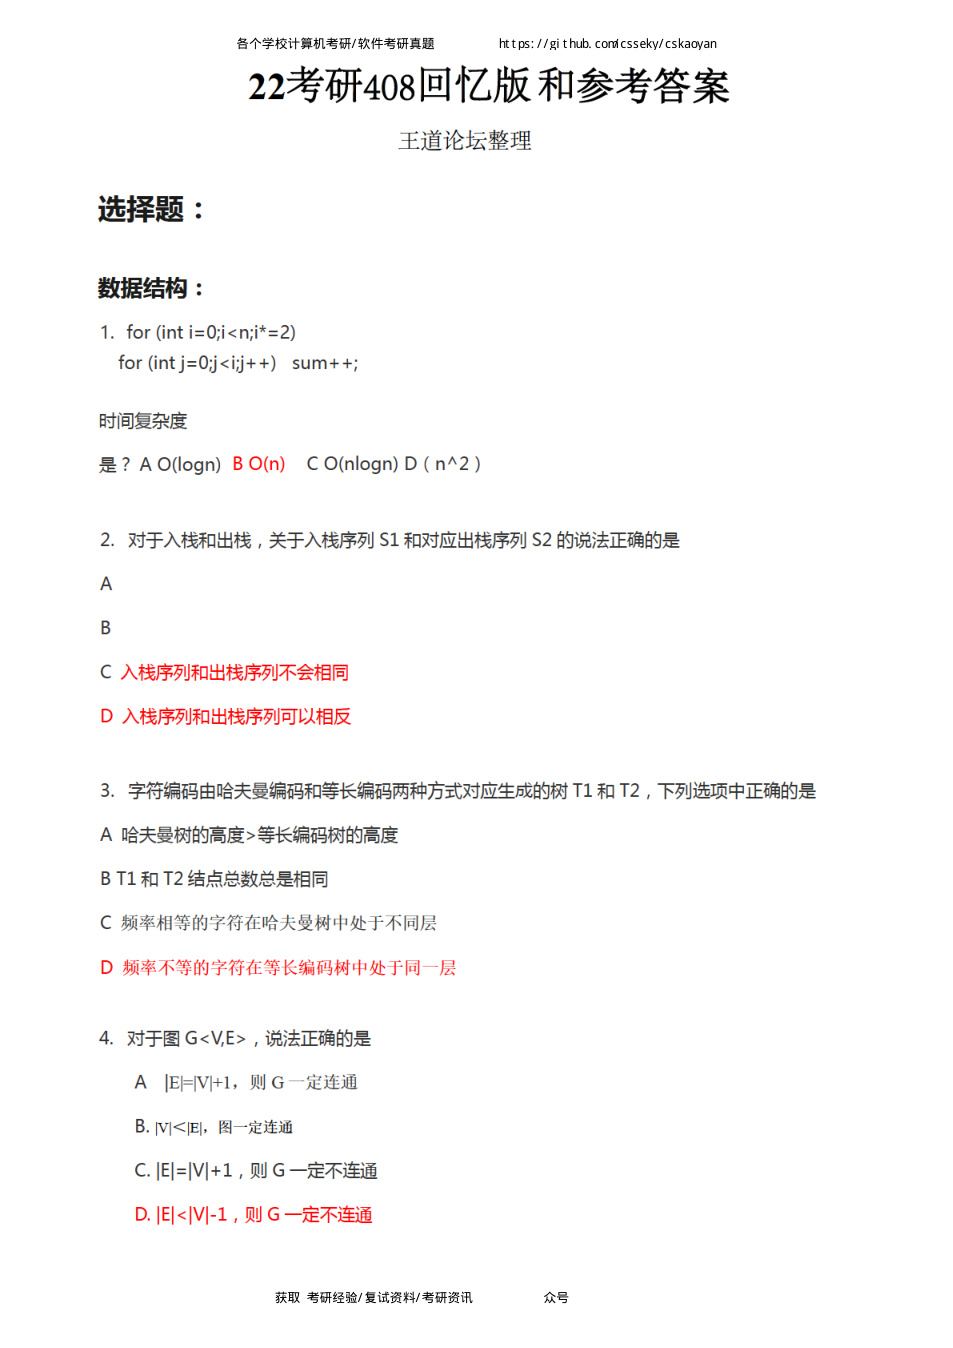 各个学校计算机考研/软件考研真题 https://github.com/csseky/cskaoyan
22考研408回忆版 和参考答案
王道论坛整理
选择题：
数据结构：
1. for (int i=0;i<n;i*=2)
for (int j=0;j<i;j++) sum++;
时间复杂度
是？A O(logn) B O(n) C O(nlogn) D（n^2）
2. 对于入栈和出栈，关于入栈序列 S1 和对应出栈序列 S2 的说法正确的是
A
B
C 入栈序列和出栈序列不会相同
D 入栈序列和出栈序列可以相反
3. 字符编码由哈夫曼编码和等长编码两种方式对应生成的树 T1 和 T2，下列选项中正确的是
A 哈夫曼树的高度>等长编码树的高度
B T1 和 T2 结点总数总是相同
C 频率相等的字符在哈夫曼树中处于不同层
D 频率不等的字符在等长编码树中处于同一层
4. 对于图 G<V,E>，说法正确的是
A |E|=|V|+1，则 G 一定连通
B. |V|<|E|，图一定连通
C. |E|=|V|+1，则 G 一定不连通
D. |E|<|V|-1，则 G 一定不连通
获取 考研经验/复试资料/考研资讯 众号